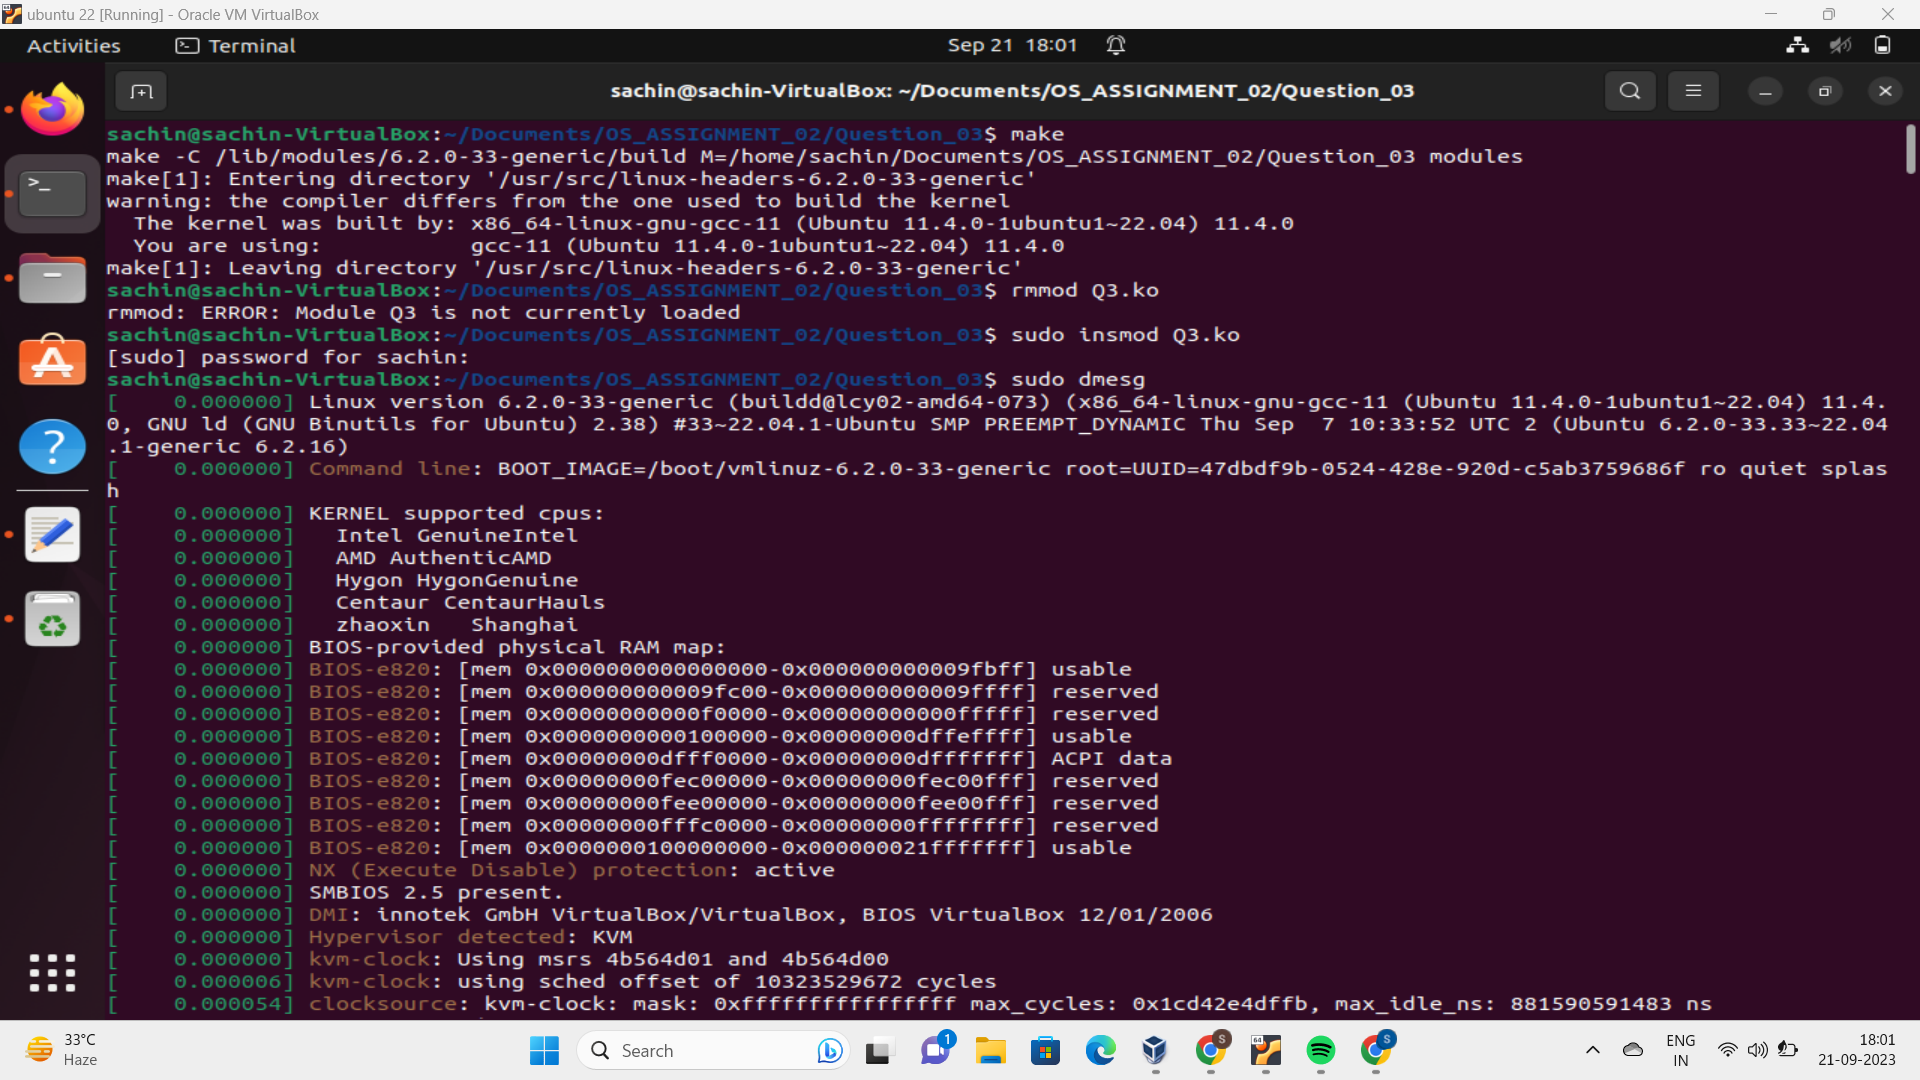 ubuntu 22 [Running] - Oracle VM VirtualBox
Activities Terminal Sep 21 18:01
sachin@sachin-VirtualBox: ~/Documents/OS_ASSIGNMENT_02/Question_03
sachin@sachin-VirtualBox:~/Documents/OS_ASSIGNMENT_02/Question_03$ make
make -C /lib/modules/6.2.0-33-generic/build M=/home/sachin/Documents/OS_ASSIGNMENT_02/Question_03 modules
make[1]: Entering directory '/usr/src/linux-headers-6.2.0-33-generic'
warning: the compiler differs from the one used to build the kernel
  The kernel was built by: x86_64-linux-gnu-gcc-11 (Ubuntu 11.4.0-1ubuntu1~22.04) 11.4.0
  You are using:           gcc-11 (Ubuntu 11.4.0-1ubuntu1~22.04) 11.4.0
make[1]: Leaving directory '/usr/src/linux-headers-6.2.0-33-generic'
sachin@sachin-VirtualBox:~/Documents/OS_ASSIGNMENT_02/Question_03$ rmmod Q3.ko
rmmod: ERROR: Module Q3 is not currently loaded
sachin@sachin-VirtualBox:~/Documents/OS_ASSIGNMENT_02/Question_03$ sudo insmod Q3.ko
[sudo] password for sachin:
sachin@sachin-VirtualBox:~/Documents/OS_ASSIGNMENT_02/Question_03$ sudo dmesg
[    0.000000] Linux version 6.2.0-33-generic (buildd@lcy02-amd64-073) (x86_64-linux-gnu-gcc-11 (Ubuntu 11.4.0-1ubuntu1~22.04) 11.4.
0, GNU ld (GNU Binutils for Ubuntu) 2.38) #33~22.04.1-Ubuntu SMP PREEMPT_DYNAMIC Thu Sep  7 10:33:52 UTC 2 (Ubuntu 6.2.0-33.33~22.04
.1-generic 6.2.16)
[    0.000000] Command line: BOOT_IMAGE=/boot/vmlinuz-6.2.0-33-generic root=UUID=47dbdf9b-0524-428e-920d-c5ab3759686f ro quiet splas
h
[    0.000000] KERNEL supported cpus:
[    0.000000]   Intel GenuineIntel
[    0.000000]   AMD AuthenticAMD
[    0.000000]   Hygon HygonGenuine
[    0.000000]   Centaur CentaurHauls
[    0.000000]   zhaoxin   Shanghai
[    0.000000] BIOS-provided physical RAM map:
[    0.000000] BIOS-e820: [mem 0x0000000000000000-0x000000000009fbff] usable
[    0.000000] BIOS-e820: [mem 0x000000000009fc00-0x000000000009ffff] reserved
[    0.000000] BIOS-e820: [mem 0x00000000000f0000-0x00000000000fffff] reserved
[    0.000000] BIOS-e820: [mem 0x0000000000100000-0x00000000dffeffff] usable
[    0.000000] BIOS-e820: [mem 0x00000000dfff0000-0x00000000dfffffff] ACPI data
[    0.000000] BIOS-e820: [mem 0x00000000fec00000-0x00000000fec00fff] reserved
[    0.000000] BIOS-e820: [mem 0x00000000fee00000-0x00000000fee00fff] reserved
[    0.000000] BIOS-e820: [mem 0x00000000fffc0000-0x00000000ffffffff] reserved
[    0.000000] BIOS-e820: [mem 0x0000000100000000-0x000000021fffffff] usable
[    0.000000] NX (Execute Disable) protection: active
[    0.000000] SMBIOS 2.5 present.
[    0.000000] DMI: innotek GmbH VirtualBox/VirtualBox, BIOS VirtualBox 12/01/2006
[    0.000000] Hypervisor detected: KVM
[    0.000000] kvm-clock: Using msrs 4b564d01 and 4b564d00
[    0.000006] kvm-clock: using sched offset of 10323529672 cycles
[    0.000054] clocksource: kvm-clock: mask: 0xffffffffffffffff max_cycles: 0x1cd42e4dffb, max_idle_ns: 881590591483 ns
33°C
Haze
Search
1
S
64
S
ENG
IN
18:01
21-09-2023